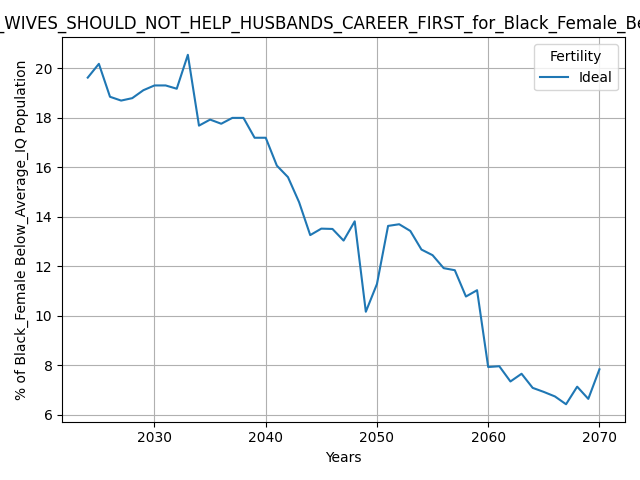 _WIVES_SHOULD_NOT_HELP_HUSBANDS_CAREER_FIRST_for_Black_Female_Be
Fertility
Ideal
% of Black_Female Below_Average_IQ Population
20
18
16
14
12
10
8
6
2030 2040 2050 2060 2070
Years